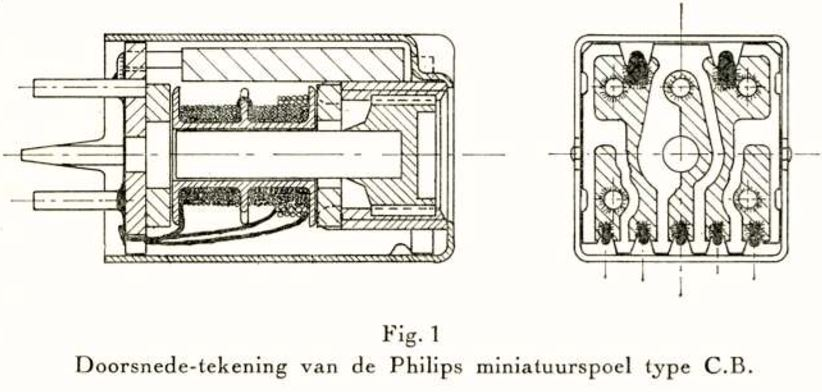 Fig. 1
Doorsnede-tekening van de Philips miniatuurspoel type C.B.